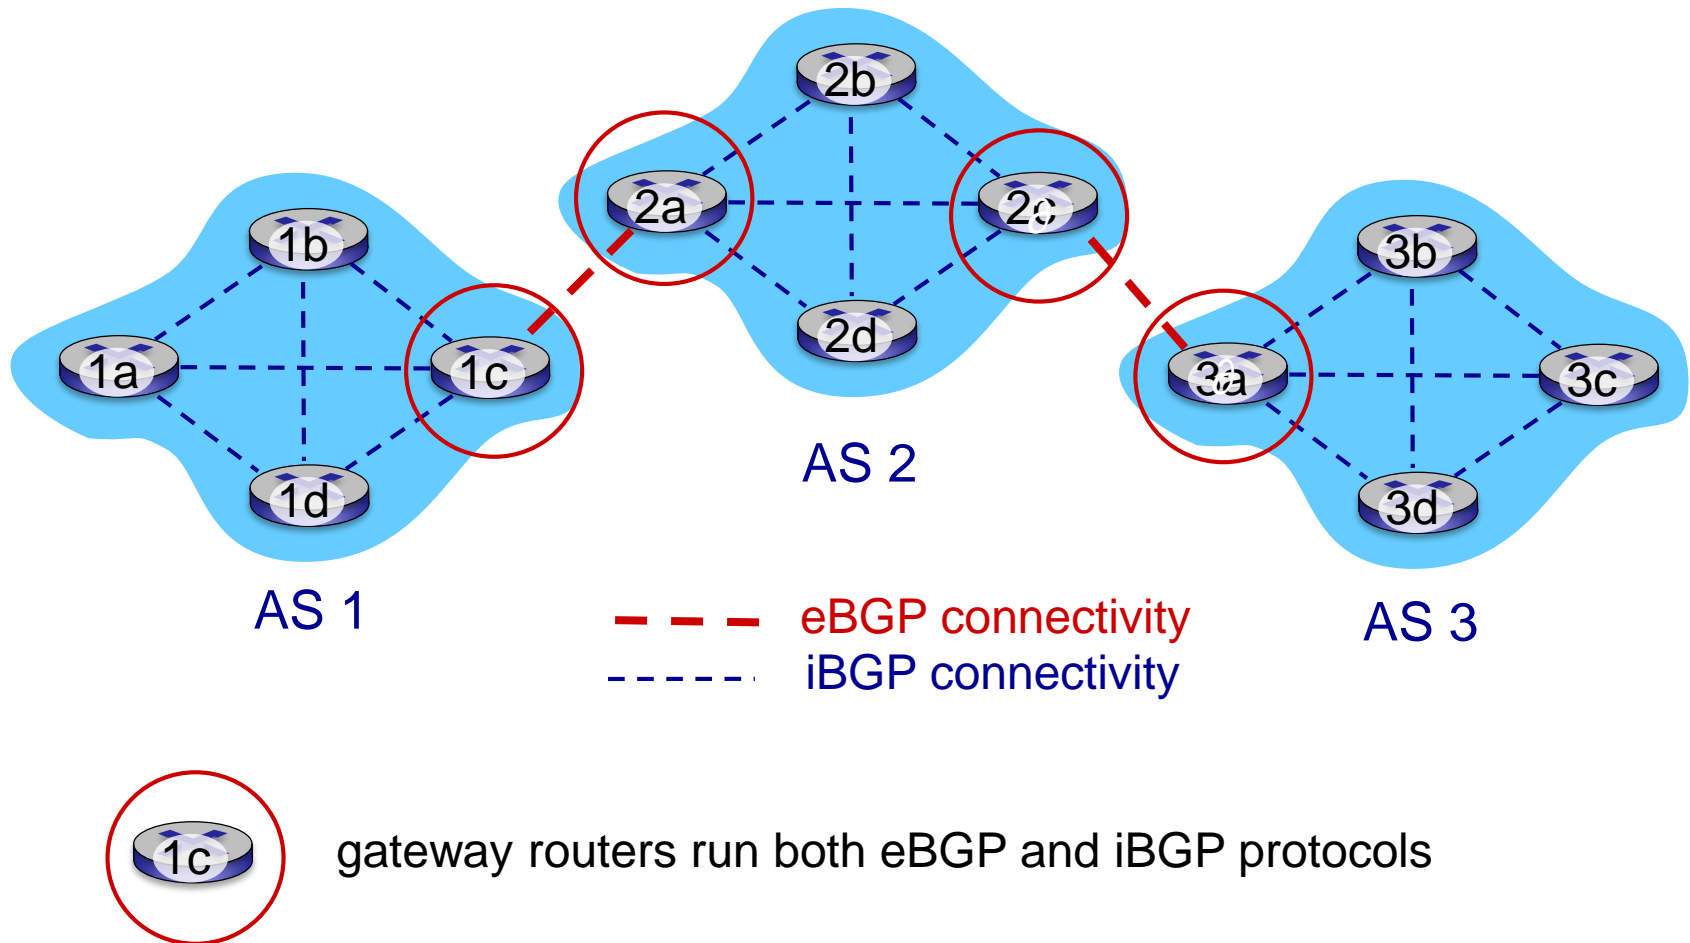 2b
2a
2c
2d
1b
1a
1c
1d
3b
3a
3c
3d
AS 2
AS 1
AS 3
eBGP connectivity
iBGP connectivity
1c
gateway routers run both eBGP and iBGP protocols